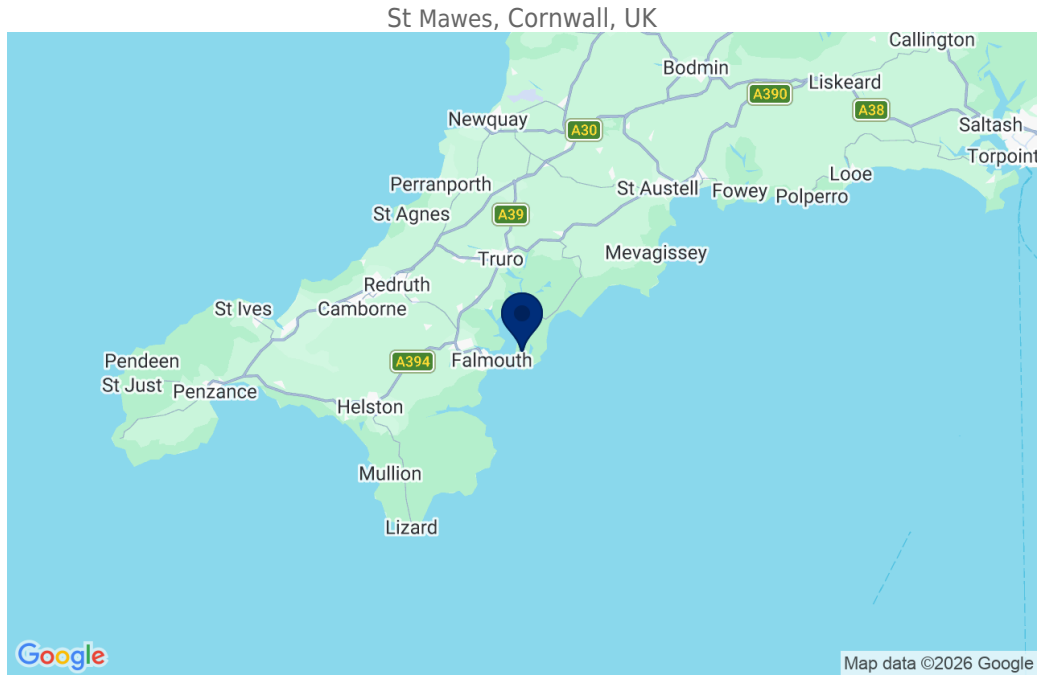 St Mawes, Cornwall, UK
Callington
Bodmin
Liskeard
A390
A38
Newquay
A30
Saltash
Torpoint
Looe
Perranporth
St Austell
Fowey
Polperro
St Agnes
A39
Mevagissey
Truro
Redruth
St Ives
Camborne
Pendeen
A394
Falmouth
St Just
Penzance
Helston
Mullion
Lizard
Google
Map data ©2026 Google